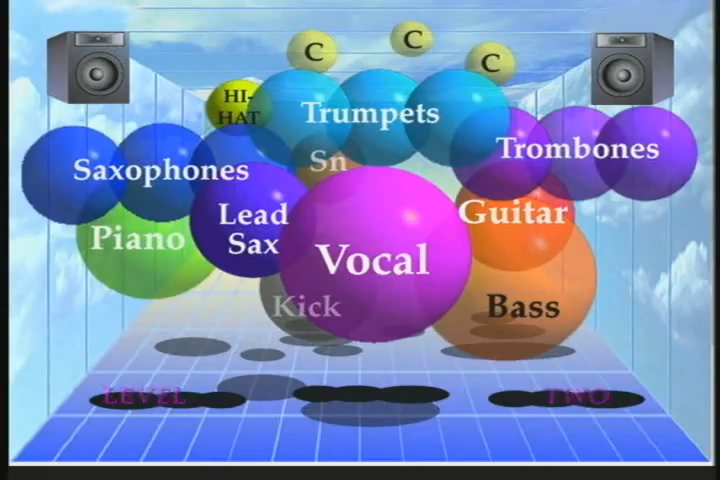 C
C
C
HI-
HAT
Trumpets
Trombones
Sn
Saxophones
Guitar
Lead
Sax
Piano
Vocal
Kick
Bass
LEVEL TWO